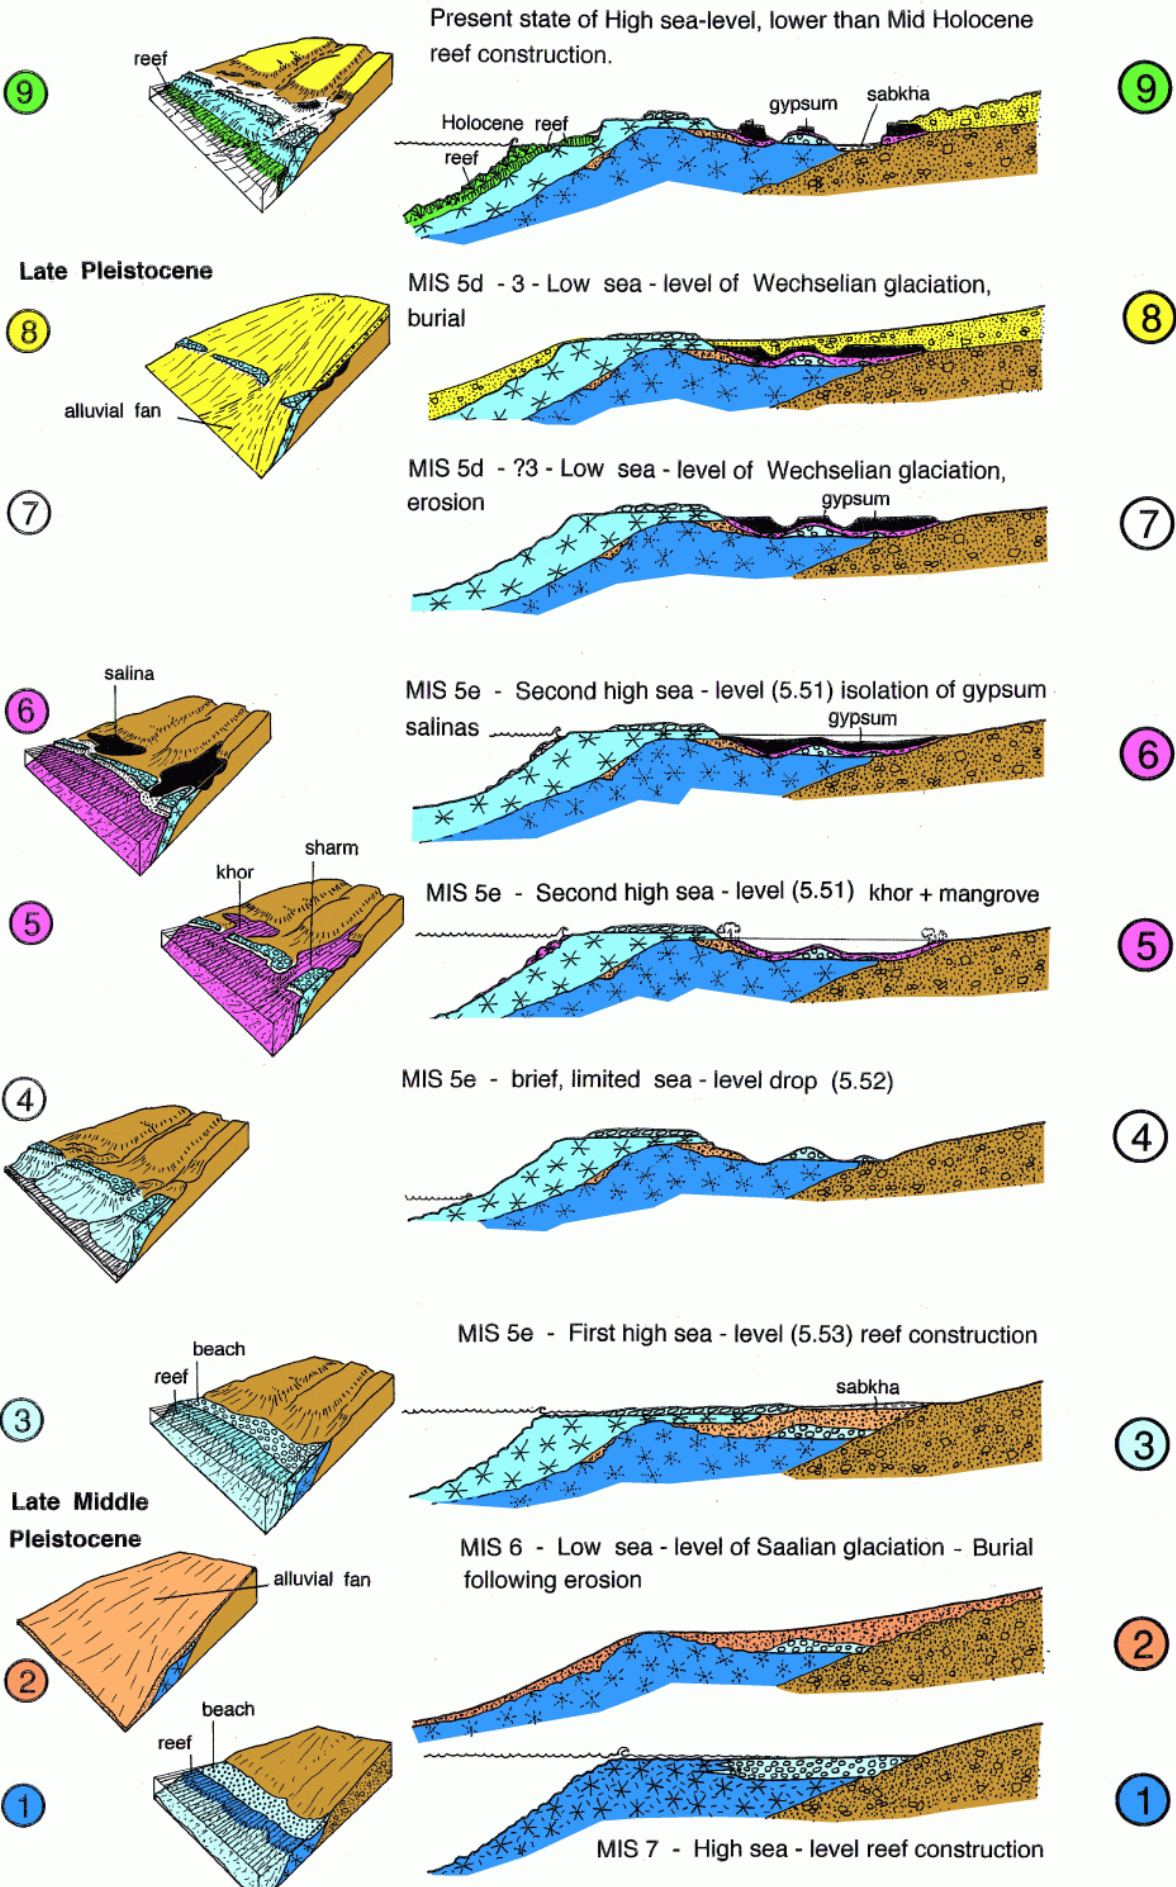 Present state of High sea-level, lower than Mid Holocene
reef construction.
9
reef
9
gypsum
sabkha
Holocene reef
reef
Late Pleistocene
MIS 5d - 3 - Low sea - level of Wechselian glaciation,
burial
8
8
alluvial fan
MIS 5d - ?3 - Low sea - level of Wechselian glaciation,
erosion
7
gypsum
7
salina
MIS 5e - Second high sea - level (5.51) isolation of gypsum
salinas
6
gypsum
6
sharm
khor
MIS 5e - Second high sea - level (5.51) khor + mangrove
5
5
MIS 5e - brief, limited sea - level drop (5.52)
4
4
MIS 5e - First high sea - level (5.53) reef construction
beach
reef
sabkha
3
3
Late Middle
Pleistocene
MIS 6 - Low sea - level of Saalian glaciation - Burial
following erosion
alluvial fan
2
2
beach
reef
1
1
MIS 7 - High sea - level reef construction